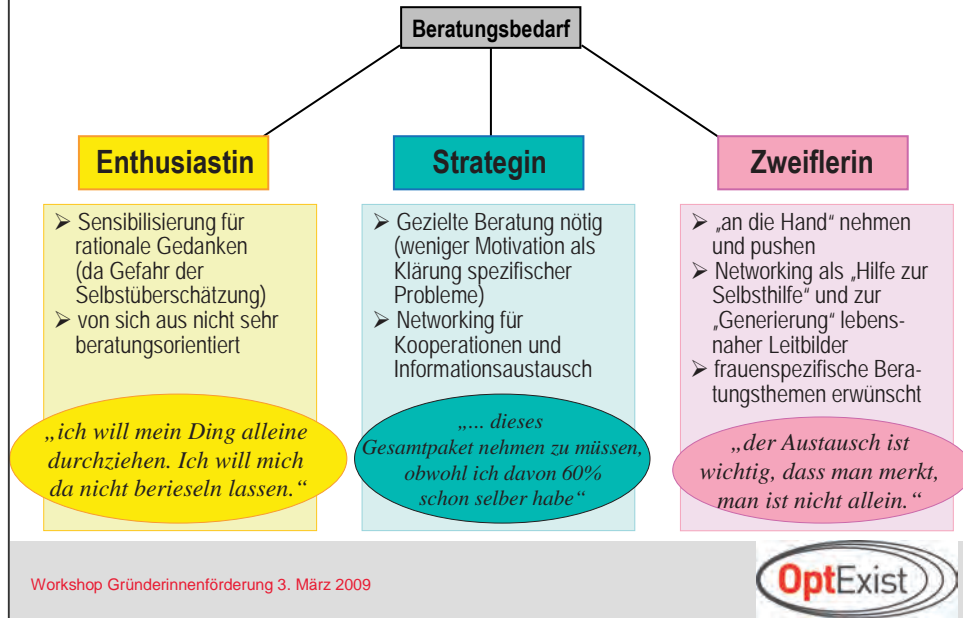 Beratungsbedarf
Enthusiastin
➢ Sensibilisierung für
rationale Gedanken
(da Gefahr der
Selbstüberschätzung)
➢ von sich aus nicht sehr
beratungsorientiert
„ich will mein Ding alleine
durchziehen. Ich will mich
da nicht berieseln lassen.“
Strategin
➢ Gezielte Beratung nötig
(weniger Motivation als
Klärung spezifischer
Probleme)
➢ Networking für
Kooperationen und
Informationsaustausch
„... dieses
Gesamtpaket nehmen zu müssen,
obwohl ich davon 60%
schon selber habe“
Zweiflerin
➢ „an die Hand“ nehmen
und pushen
➢ Networking als „Hilfe zur
Selbsthilfe“ und zur
„Generierung“ lebens-
naher Leitbilder
➢ frauenspezifische Bera-
tungsthemen erwünscht
„der Austausch ist
wichtig, dass man merkt,
man ist nicht allein.“
Workshop Gründerinnenförderung 3. März 2009
OptExist